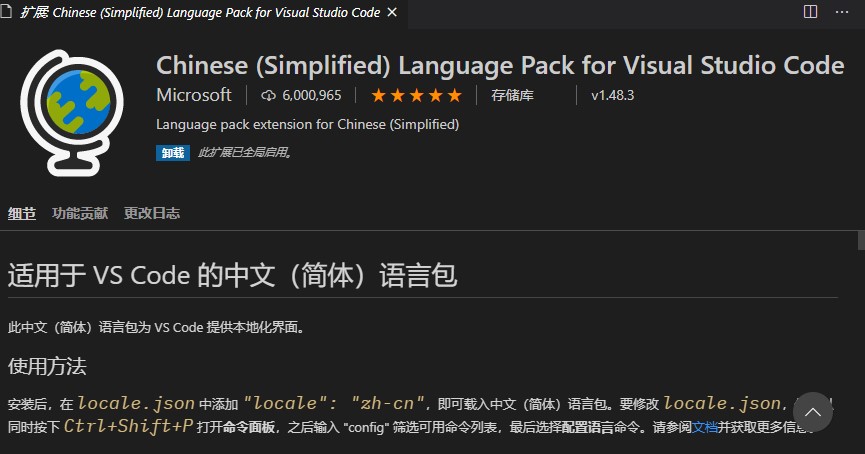 扩展: Chinese (Simplified) Language Pack for Visual Studio Code
Chinese (Simplified) Language Pack for Visual Studio Code
Microsoft 6,000,965 存储库 v1.48.3
Language pack extension for Chinese (Simplified)
卸载 此扩展已全局启用。
细节 功能贡献 更改日志
适用于 VS Code 的中文（简体）语言包
此中文（简体）语言包为 VS Code 提供本地化界面。
使用方法
安装后，在 locale.json 中添加 "locale": "zh-cn"，即可载入中文（简体）语言包。要修改 locale.json，
同时按下 Ctrl+Shift+P 打开命令面板，之后输入 "config" 筛选可用命令列表，最后选择配置语言命令。请参阅文档并获取更多信息。